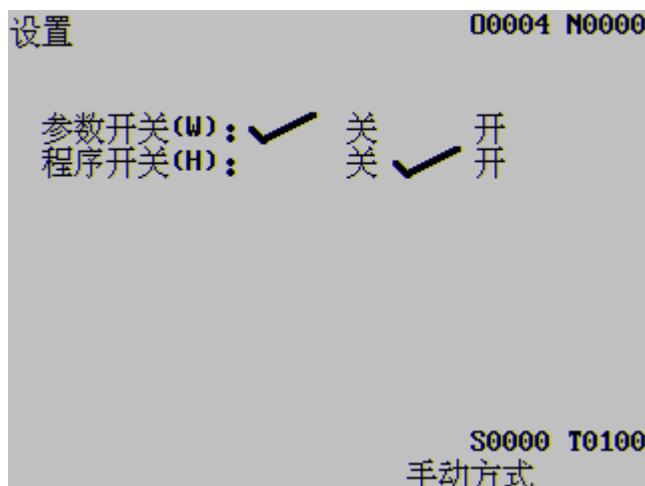 设置 O0004 N0000
参数开关(W): 关 开
程序开关(H): 关 开
S0000 T0100
手动方式